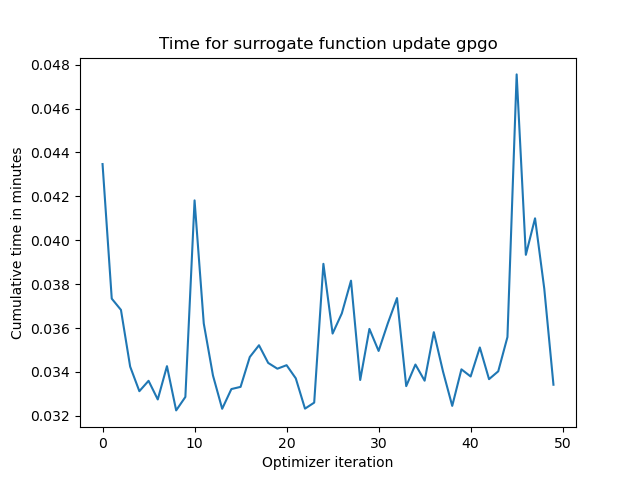 Time for surrogate function update gpgo
0.048
0.046
0.044
0.042
0.040
0.038
0.036
0.034
0.032
Cumulative time in minutes
0 10 20 30 40 50
Optimizer iteration